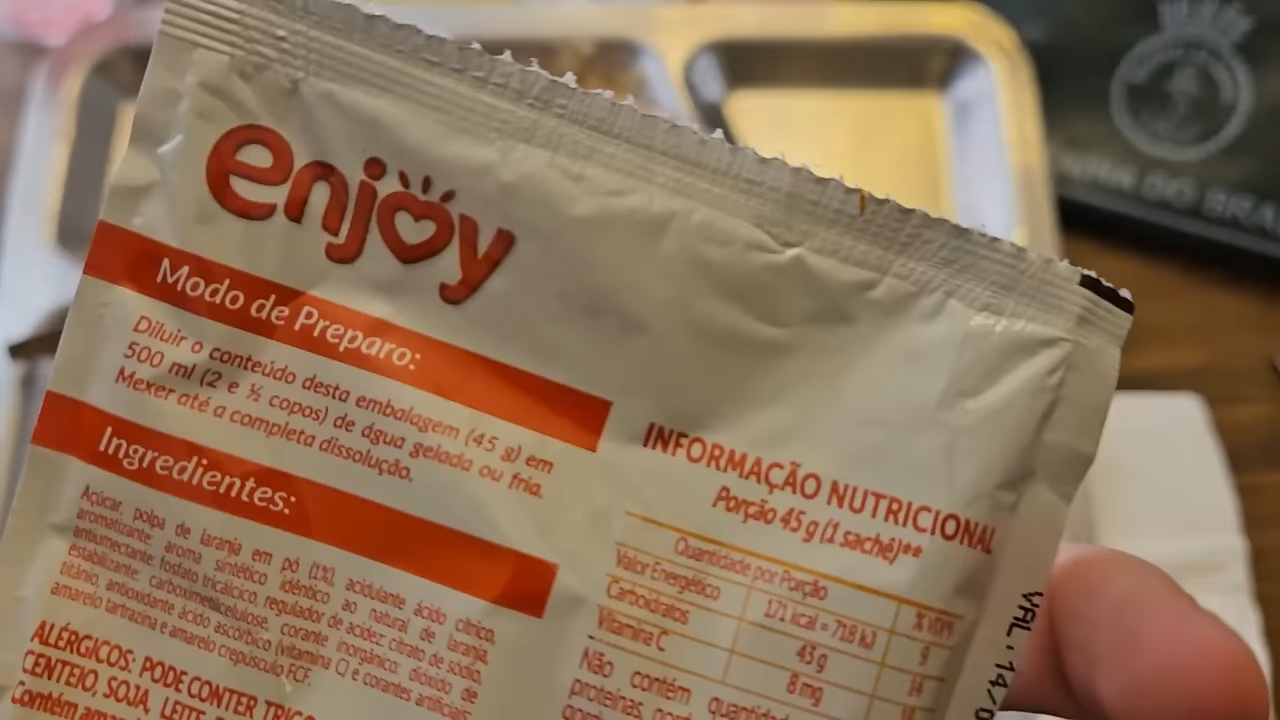 enjoy
Modo de Preparo:
Diluir o conteúdo desta embalagem (45 g) em
500 ml (2 e ½ copos) de água gelada ou fria.
Mexer até a completa dissolução.
Ingredientes:
Açúcar, polpa de laranja em pó (1%), acidulante ácido cítrico,
aromatizante: aroma sintético idêntico ao natural de laranja,
antiumectante: fosfato tricálcico, regulador de acidez: citrato de sódio,
estabilizante: carboximetilcelulose, corante inorgânico: dióxido de
titânio, antioxidante ácido ascórbico (vitamina C) e corantes artificiais
amarelo tartrazina e amarelo crepúsculo FCF.
ALÉRGICOS: PODE CONTER TRIGO
CENTEIO, SOJA, LEITE
Contém
INFORMAÇÃO NUTRICIONAL
Porção 45 g (1 sachê)**
Quantidade por Porção
Valor Energético 171 kcal = 718 kJ 9
Carboidratos 43 g 14
Vitamina C 8 mg
Não contém
proteínas,
VAL. 14/0
DO